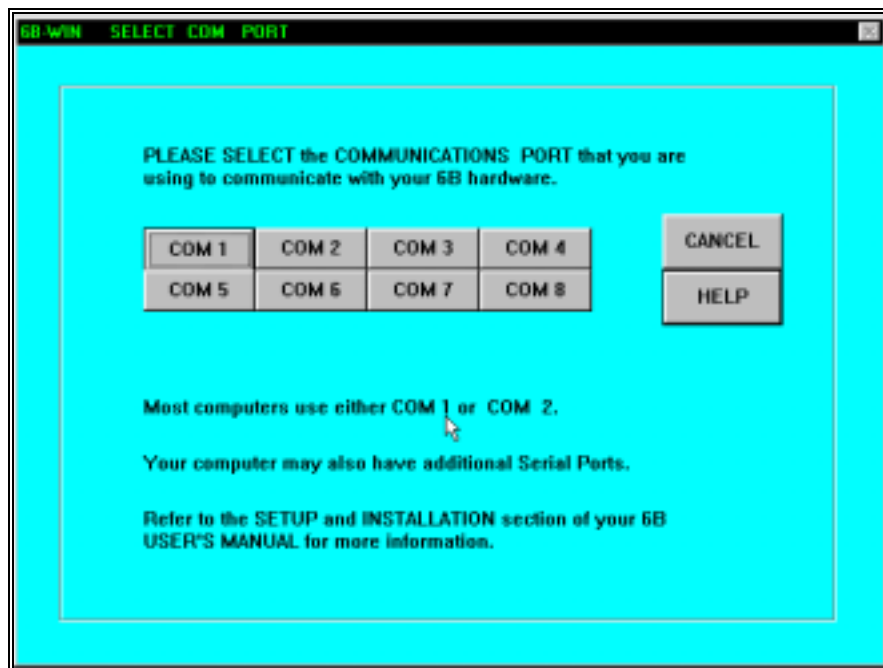 6B-WIN SELECT COM PORT
PLEASE SELECT the COMMUNICATIONS PORT that you are
using to communicate with your 6B hardware.
COM 1 COM 2 COM 3 COM 4 CANCEL
COM 5 COM 6 COM 7 COM 8 HELP
Most computers use either COM 1 or COM 2.
Your computer may also have additional Serial Ports.
Refer to the SETUP and INSTALLATION section of your 6B
USER'S MANUAL for more information.